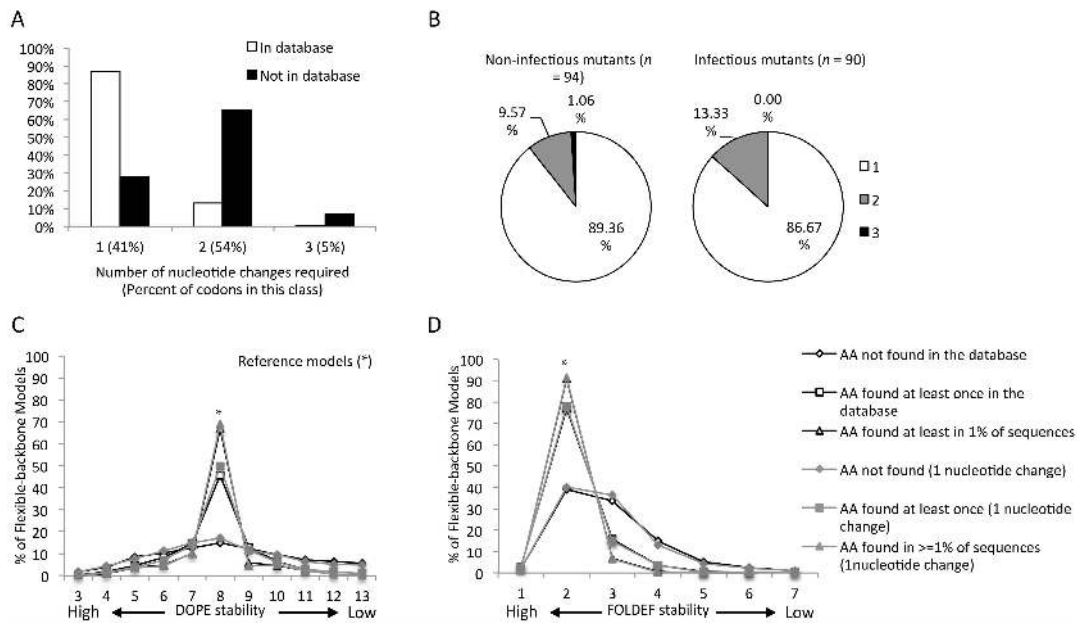 A
100%
90%
80%
70%
60%
50%
40%
30%
20%
10%
0%
In database
Not in database
1 (41%) 2 (54%) 3 (5%)
Number of nucleotide changes required
(Percent of codons in this class)
B
Non-infectious mutants (n
= 94)
9.57
%
1.06
%
89.36
%
Infectious mutants (n = 90)
13.33
%
0.00
%
86.67
%
1
2
3
C
Reference models (*)
% of Flexible-backbone Models
100
90
80
70
60
50
40
30
20
10
0
*
3 4 5 6 7 8 9 10 11 12 13
High DOPE stability Low
D
% of Flexible-backbone Models
100
90
80
70
60
50
40
30
20
10
0
*
1 2 3 4 5 6 7
High FOLDEF stability Low
AA not found in the database
AA found at least once in the
database
AA found at least in 1% of sequences
AA not found (1 nucleotide change)
AA found at least once (1 nucleotide
change)
AA found in >=1% of sequences
(1nucleotide change)